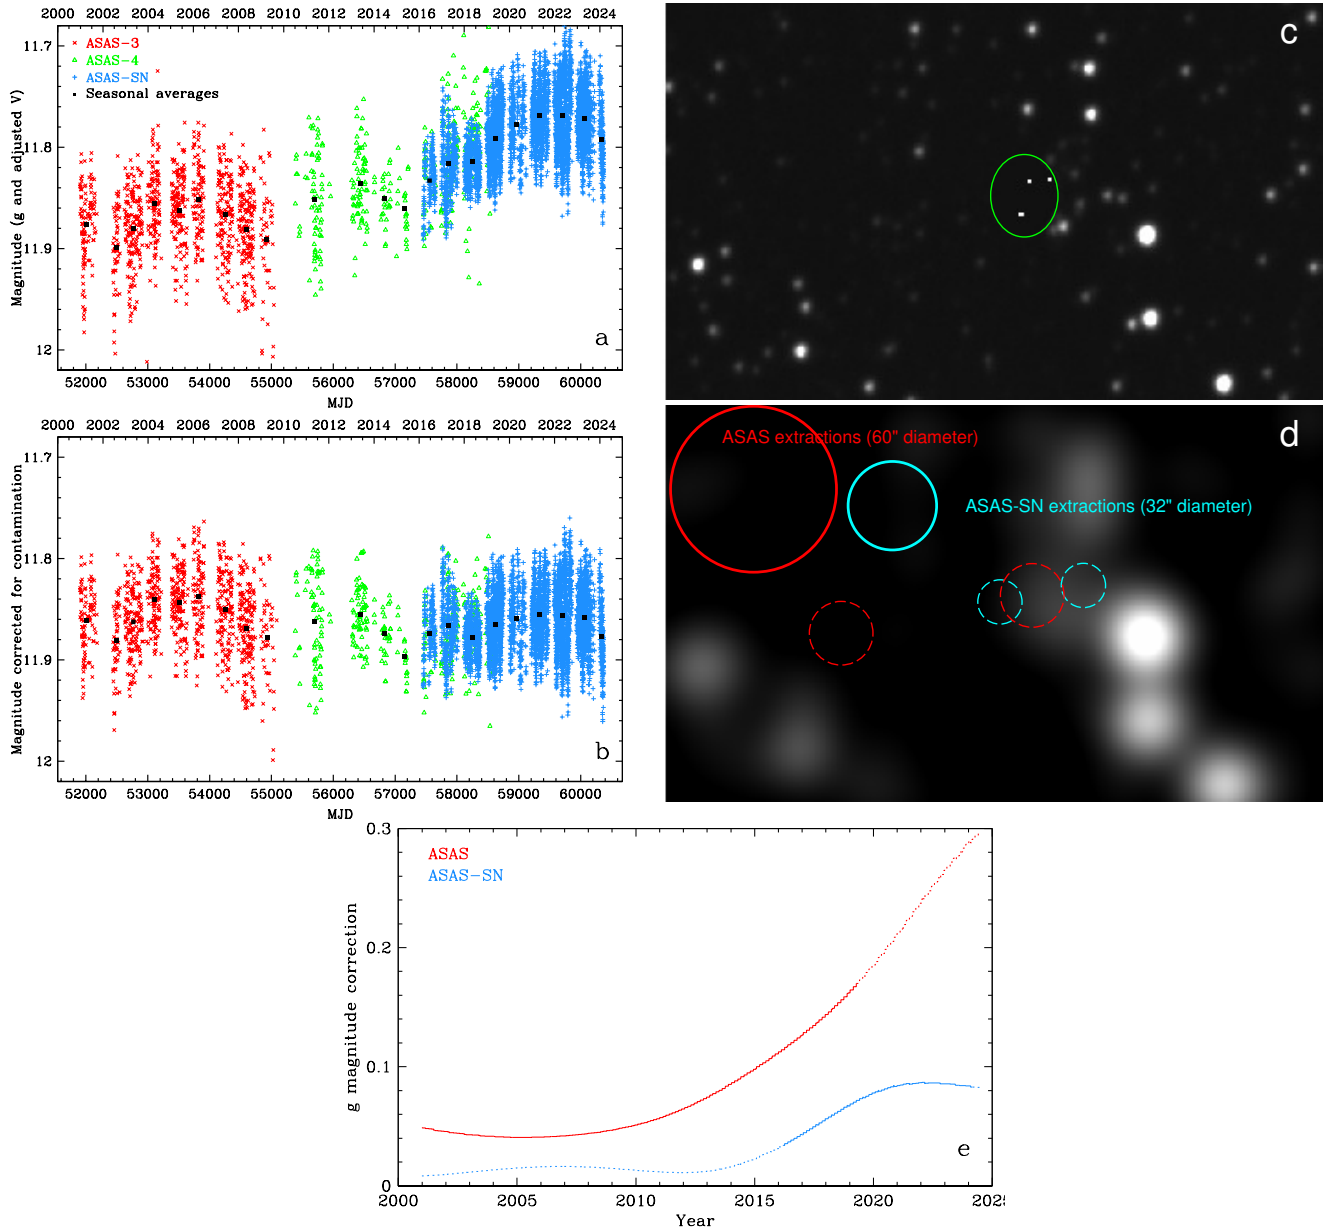 2000 2002 2004 2006 2008 2010 2012 2014 2016 2018 2020 2022 2024
11.7
11.8
11.9
12
Magnitude (g and adjusted V)
ASAS-3
ASAS-4
ASAS-SN
Seasonal averages
a
52000 53000 54000 55000 56000 57000 58000 59000 60000
MJD
c
2000 2002 2004 2006 2008 2010 2012 2014 2016 2018 2020 2022 2024
11.7
11.8
11.9
12
Magnitude corrected for contamination
b
52000 53000 54000 55000 56000 57000 58000 59000 60000
MJD
d
ASAS extractions (60" diameter)
ASAS-SN extractions (32" diameter)
0.3
0.2
0.1
0
g magnitude correction
ASAS
ASAS-SN
e
2000 2005 2010 2015 2020 2025
Year